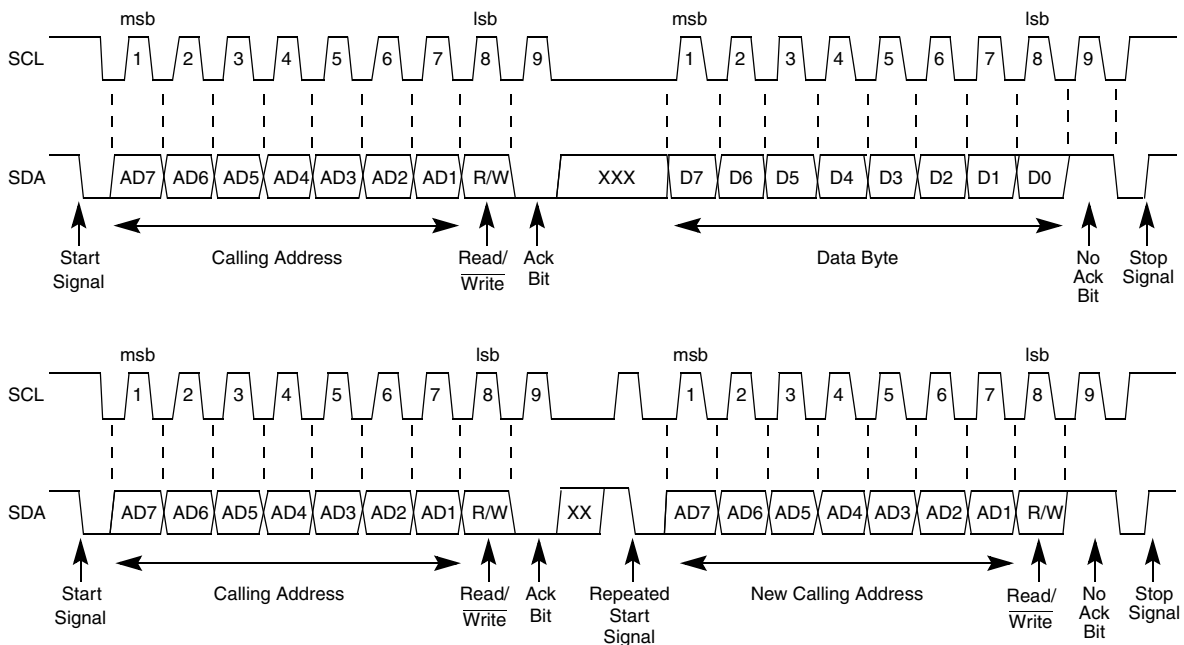 msb lsb msb lsb
SCL 1 2 3 4 5 6 7 8 9 1 2 3 4 5 6 7 8 9
SDA AD7 AD6 AD5 AD4 AD3 AD2 AD1 R/W XXX D7 D6 D5 D4 D3 D2 D1 D0
Start Signal
Calling Address
Read/
Write
Ack
Bit
Data Byte
No
Ack
Bit
Stop
Signal
msb lsb msb lsb
SCL 1 2 3 4 5 6 7 8 9 1 2 3 4 5 6 7 8 9
SDA AD7 AD6 AD5 AD4 AD3 AD2 AD1 R/W XX AD7 AD6 AD5 AD4 AD3 AD2 AD1 R/W
Start
Signal
Calling Address
Read/
Write
Ack
Bit
Repeated
Start
Signal
New Calling Address
Read/
Write
No
Ack
Bit
Stop
Signal